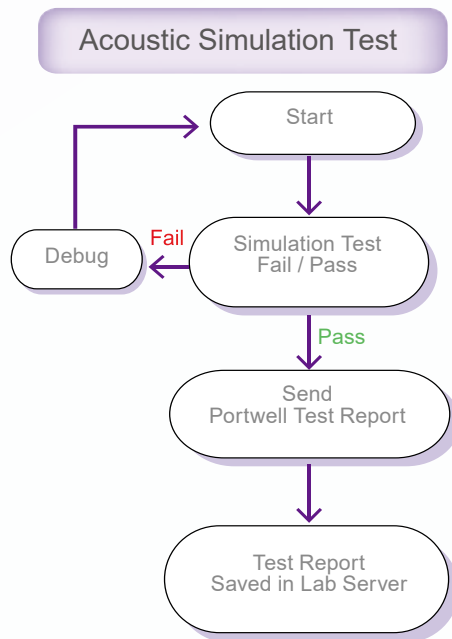 Acoustic Simulation Test
Start
Debug
Fail
Simulation Test
Fail / Pass
Pass
Send
Portwell Test Report
Test Report
Saved in Lab Server